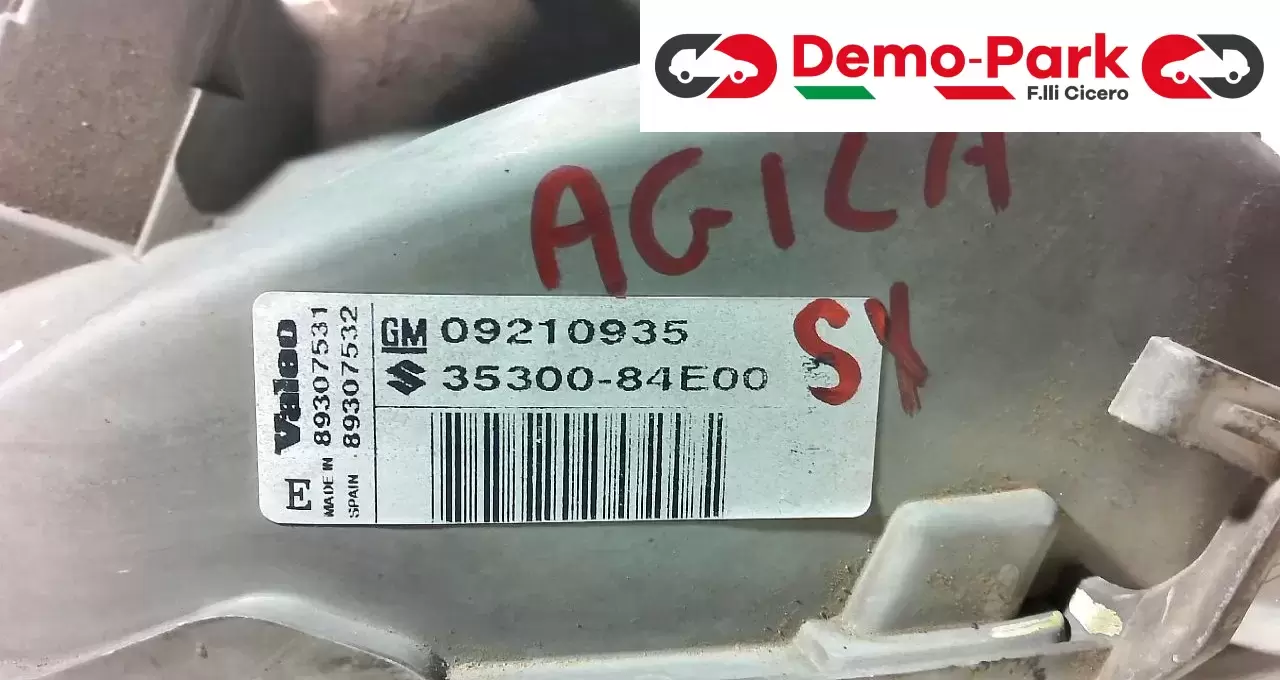 Demo-Park
F.lli Cicero
AGILA
SX
Valeo
MADE IN 89307531
SPAIN . 89307532
GM 09210935
35300-84E00